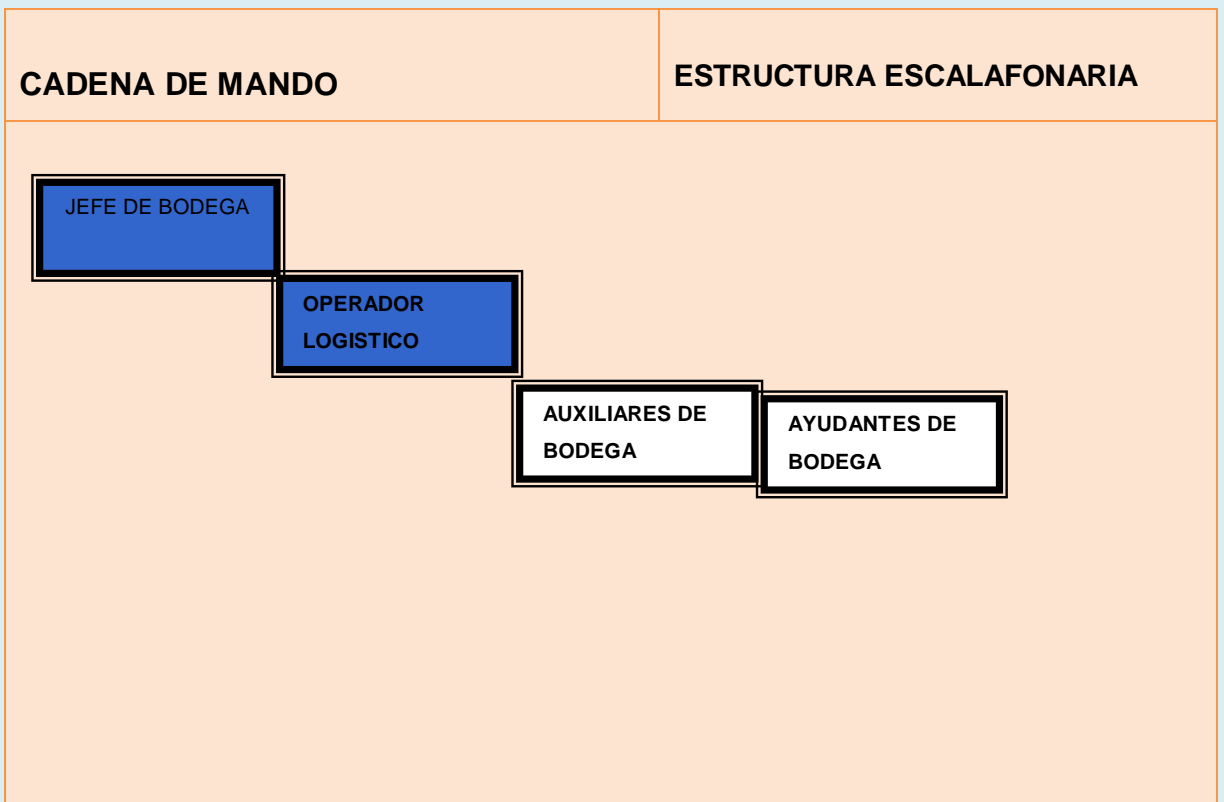 CADENA DE MANDO
ESTRUCTURA ESCALAFONARIA
JEFE DE BODEGA
OPERADOR
LOGISTICO
AUXILIARES DE
BODEGA
AYUDANTES DE
BODEGA